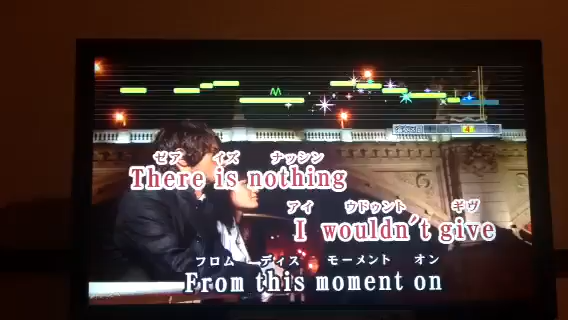 ゼア イズ ナッシン
There is nothing
アイ ウドゥント ギヴ
I wouldn't give
フロム ディス モーメント オン
From this moment on